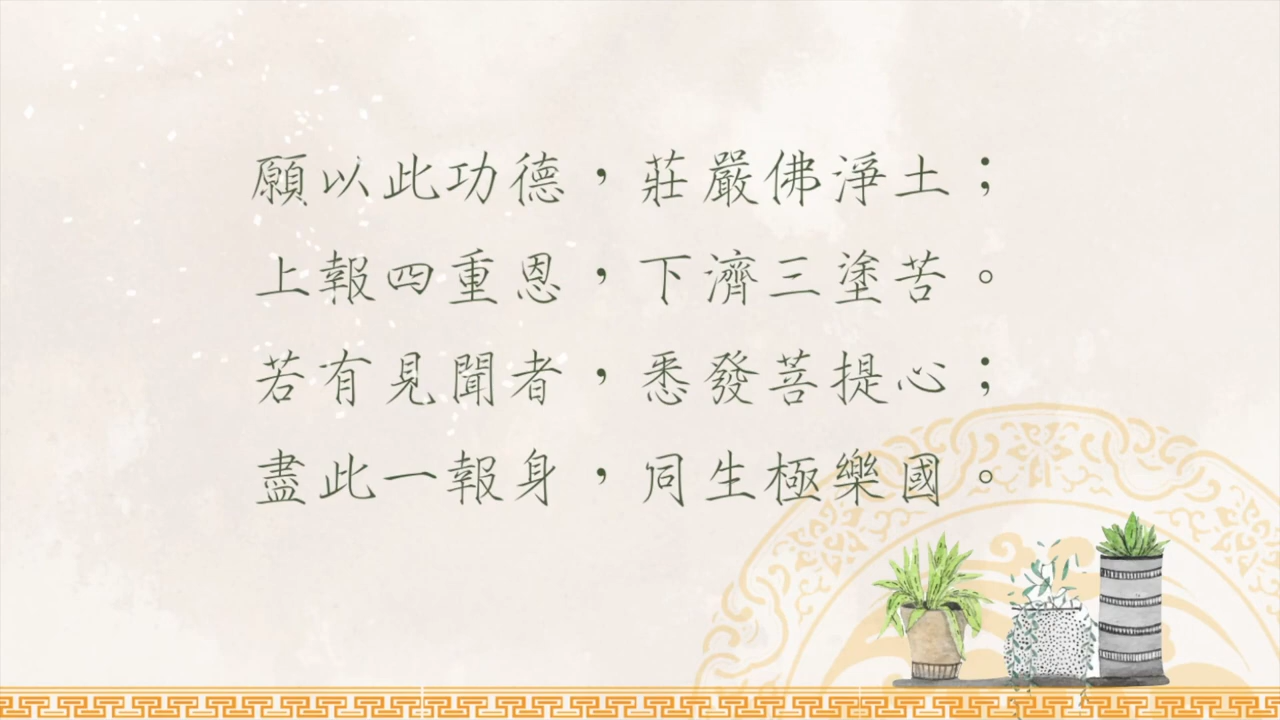 願以此功德，莊嚴佛淨土；
上報四重恩，下濟三塗苦。
若有見聞者，悉發菩提心；
盡此一報身，同生極樂國。